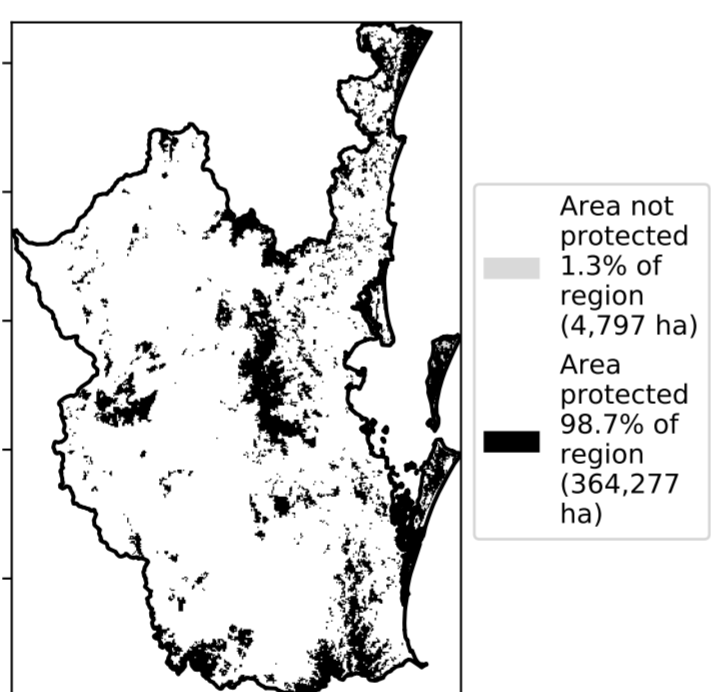 Area not
protected
1.3% of
region
(4,797 ha)
Area
protected
98.7% of
region
(364,277
ha)